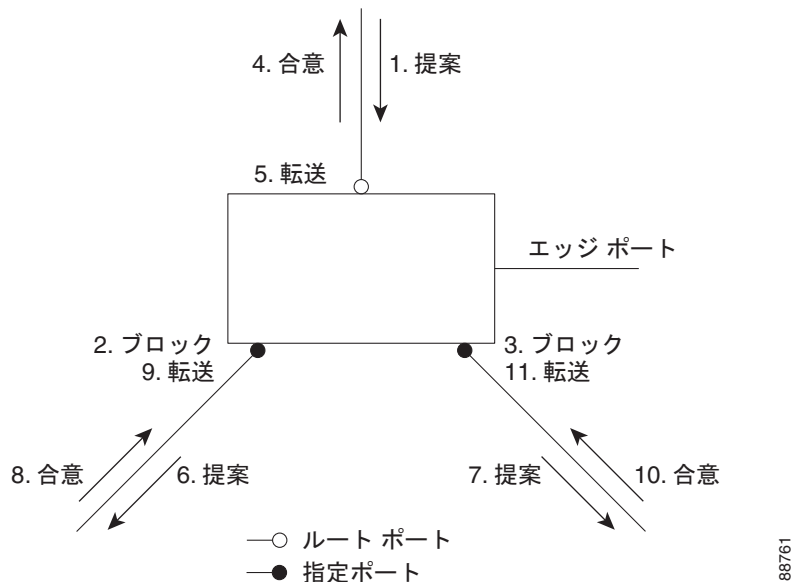 4. 合意
1. 提案
5. 転送
エッジ ポート
2. ブロック
9. 転送
3. ブロック
11. 転送
8. 合意
6. 提案
7. 提案
10. 合意
ルート ポート
指定ポート
88761